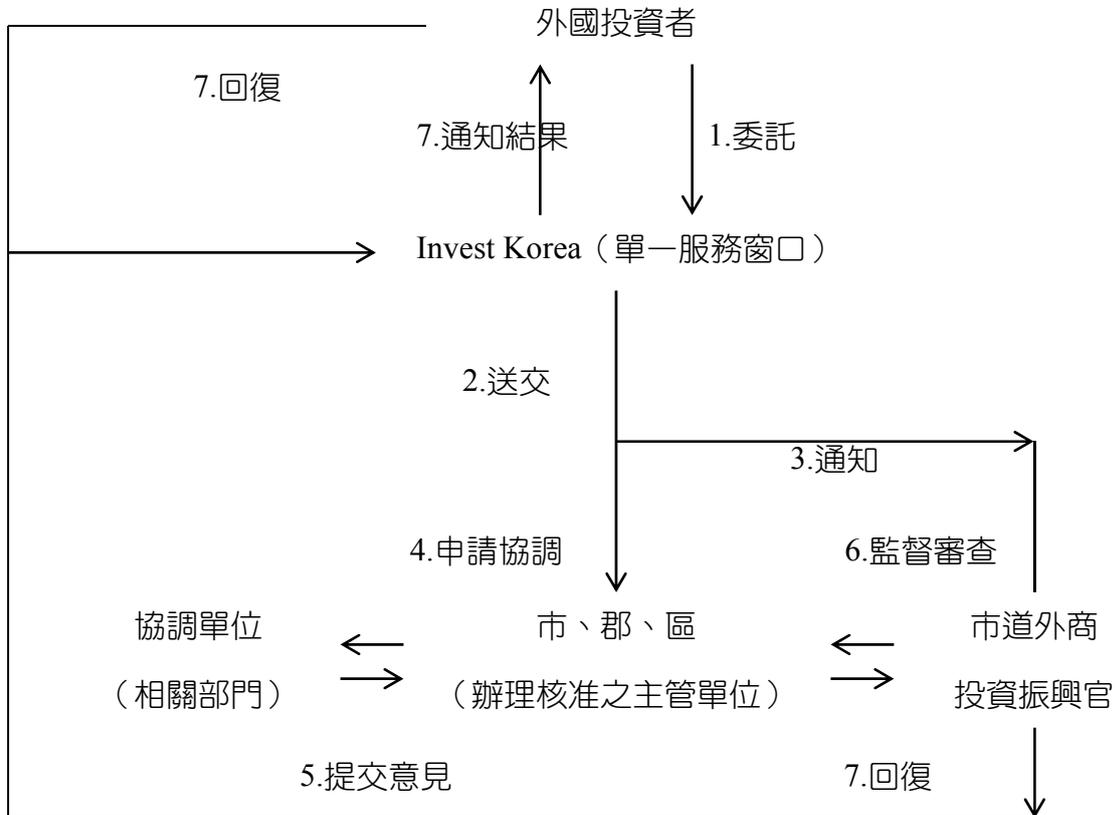 外國投資者
7.回復
7.通知結果
1.委託
Invest Korea（單一服務窗口）
2.送交
3.通知
4.申請協調
6.監督審查
協調單位
（相關部門）
市、郡、區
（辦理核准之主管單位）
市道外商
投資振興官
5.提交意見
7.回復